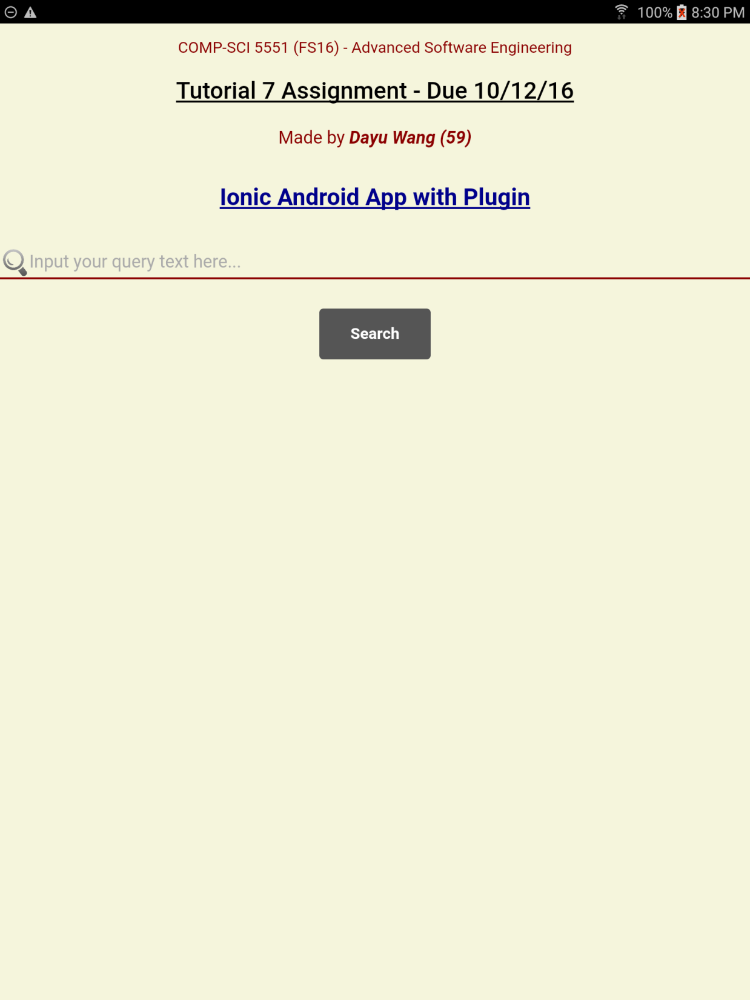 100% 8:30 PM
COMP-SCI 5551 (FS16) - Advanced Software Engineering
Tutorial 7 Assignment - Due 10/12/16
Made by Dayu Wang (59)
Ionic Android App with Plugin
Input your query text here...
Search